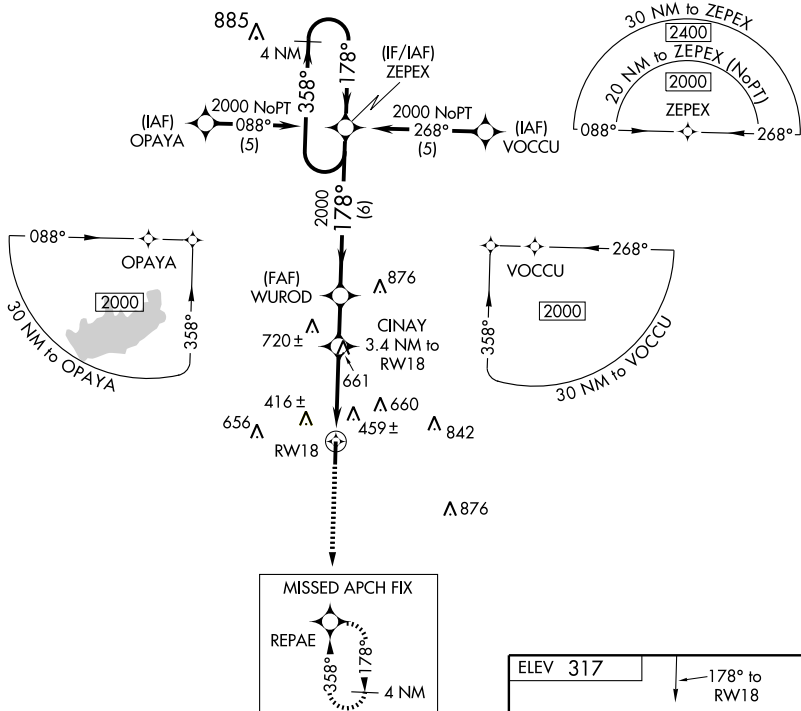 885
4 NM
358°
178°
(IF/IAF)
ZEPEX
(IAF)
OPAYA
2000 NoPT
088°
(5)
2000 NoPT
268°
(5)
(IAF)
VOCCU
30 NM to ZEPEX
2400
20 NM to ZEPEX (NoPT)
2000
ZEPEX
088°
268°
2000
178°
(6)
088°
OPAYA
2000
358°
30 NM to OPAYA
(FAF)
WUROD
876
CINAY
3.4 NM to
RW18
720 ±
661
268°
VOCCU
2000
358°
30 NM to VOCCU
416 ±
660
656
459 ±
842
RW18
876
MISSED APCH FIX
REPAE
358°
178°
4 NM
ELEV 317
178° to
RW18